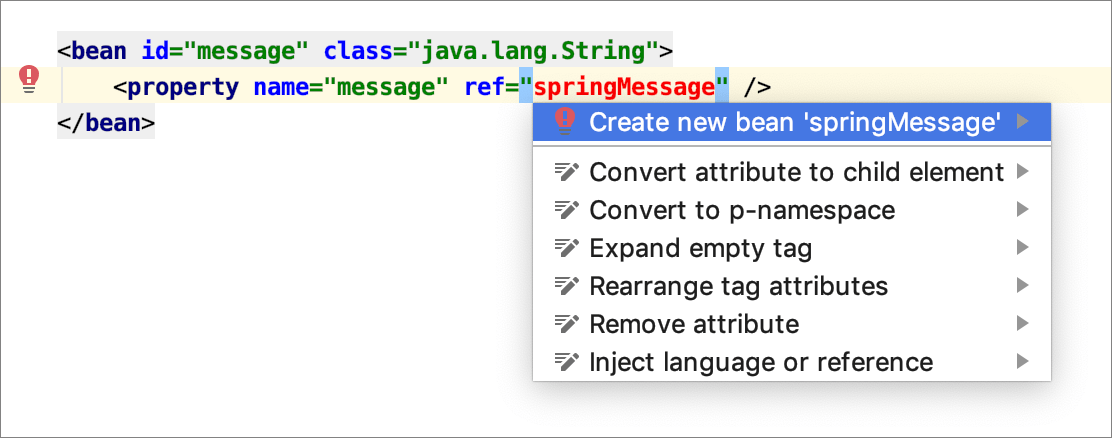 <bean id="message" class="java.lang.String">
<property name="message" ref="springMessage" />
</bean>
Create new bean 'springMessage'
Convert attribute to child element
Convert to p-namespace
Expand empty tag
Rearrange tag attributes
Remove attribute
Inject language or reference